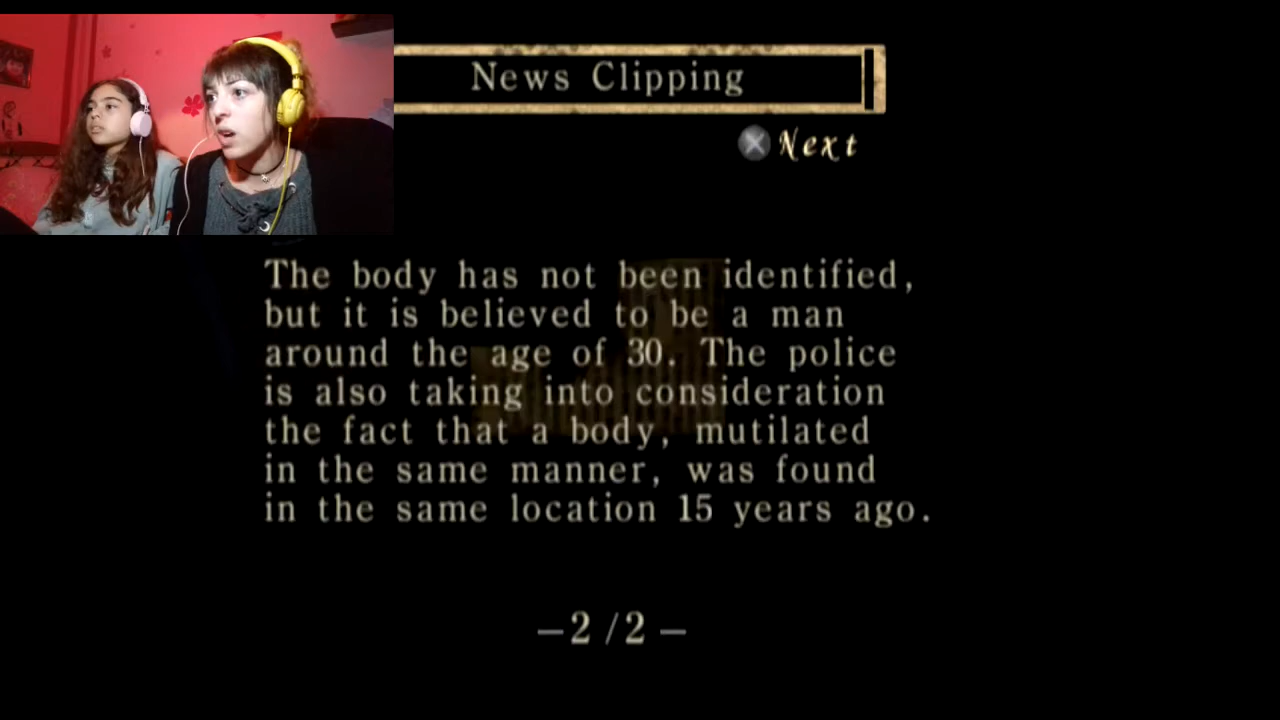 News Clipping
Next
The body has not been identified,
but it is believed to be a man
around the age of 30. The police
is also taking into consideration
the fact that a body, mutilated
in the same manner, was found
in the same location 15 years ago.
—2/2—